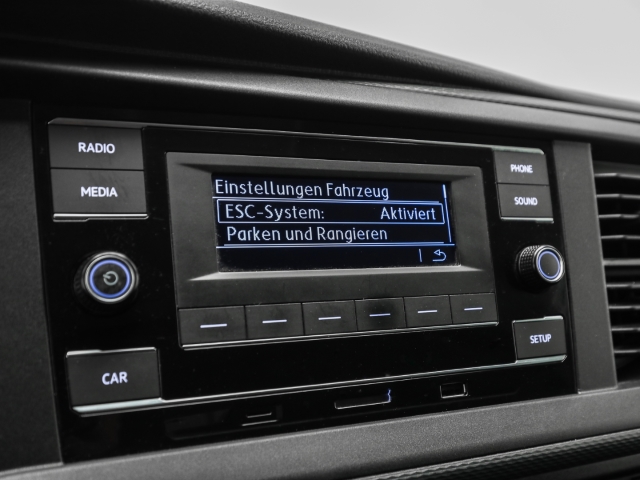 RADIO
MEDIA
PHONE
SOUND
Einstellungen Fahrzeug
ESC-System: Aktiviert
Parken und Rangieren
CAR
SETUP